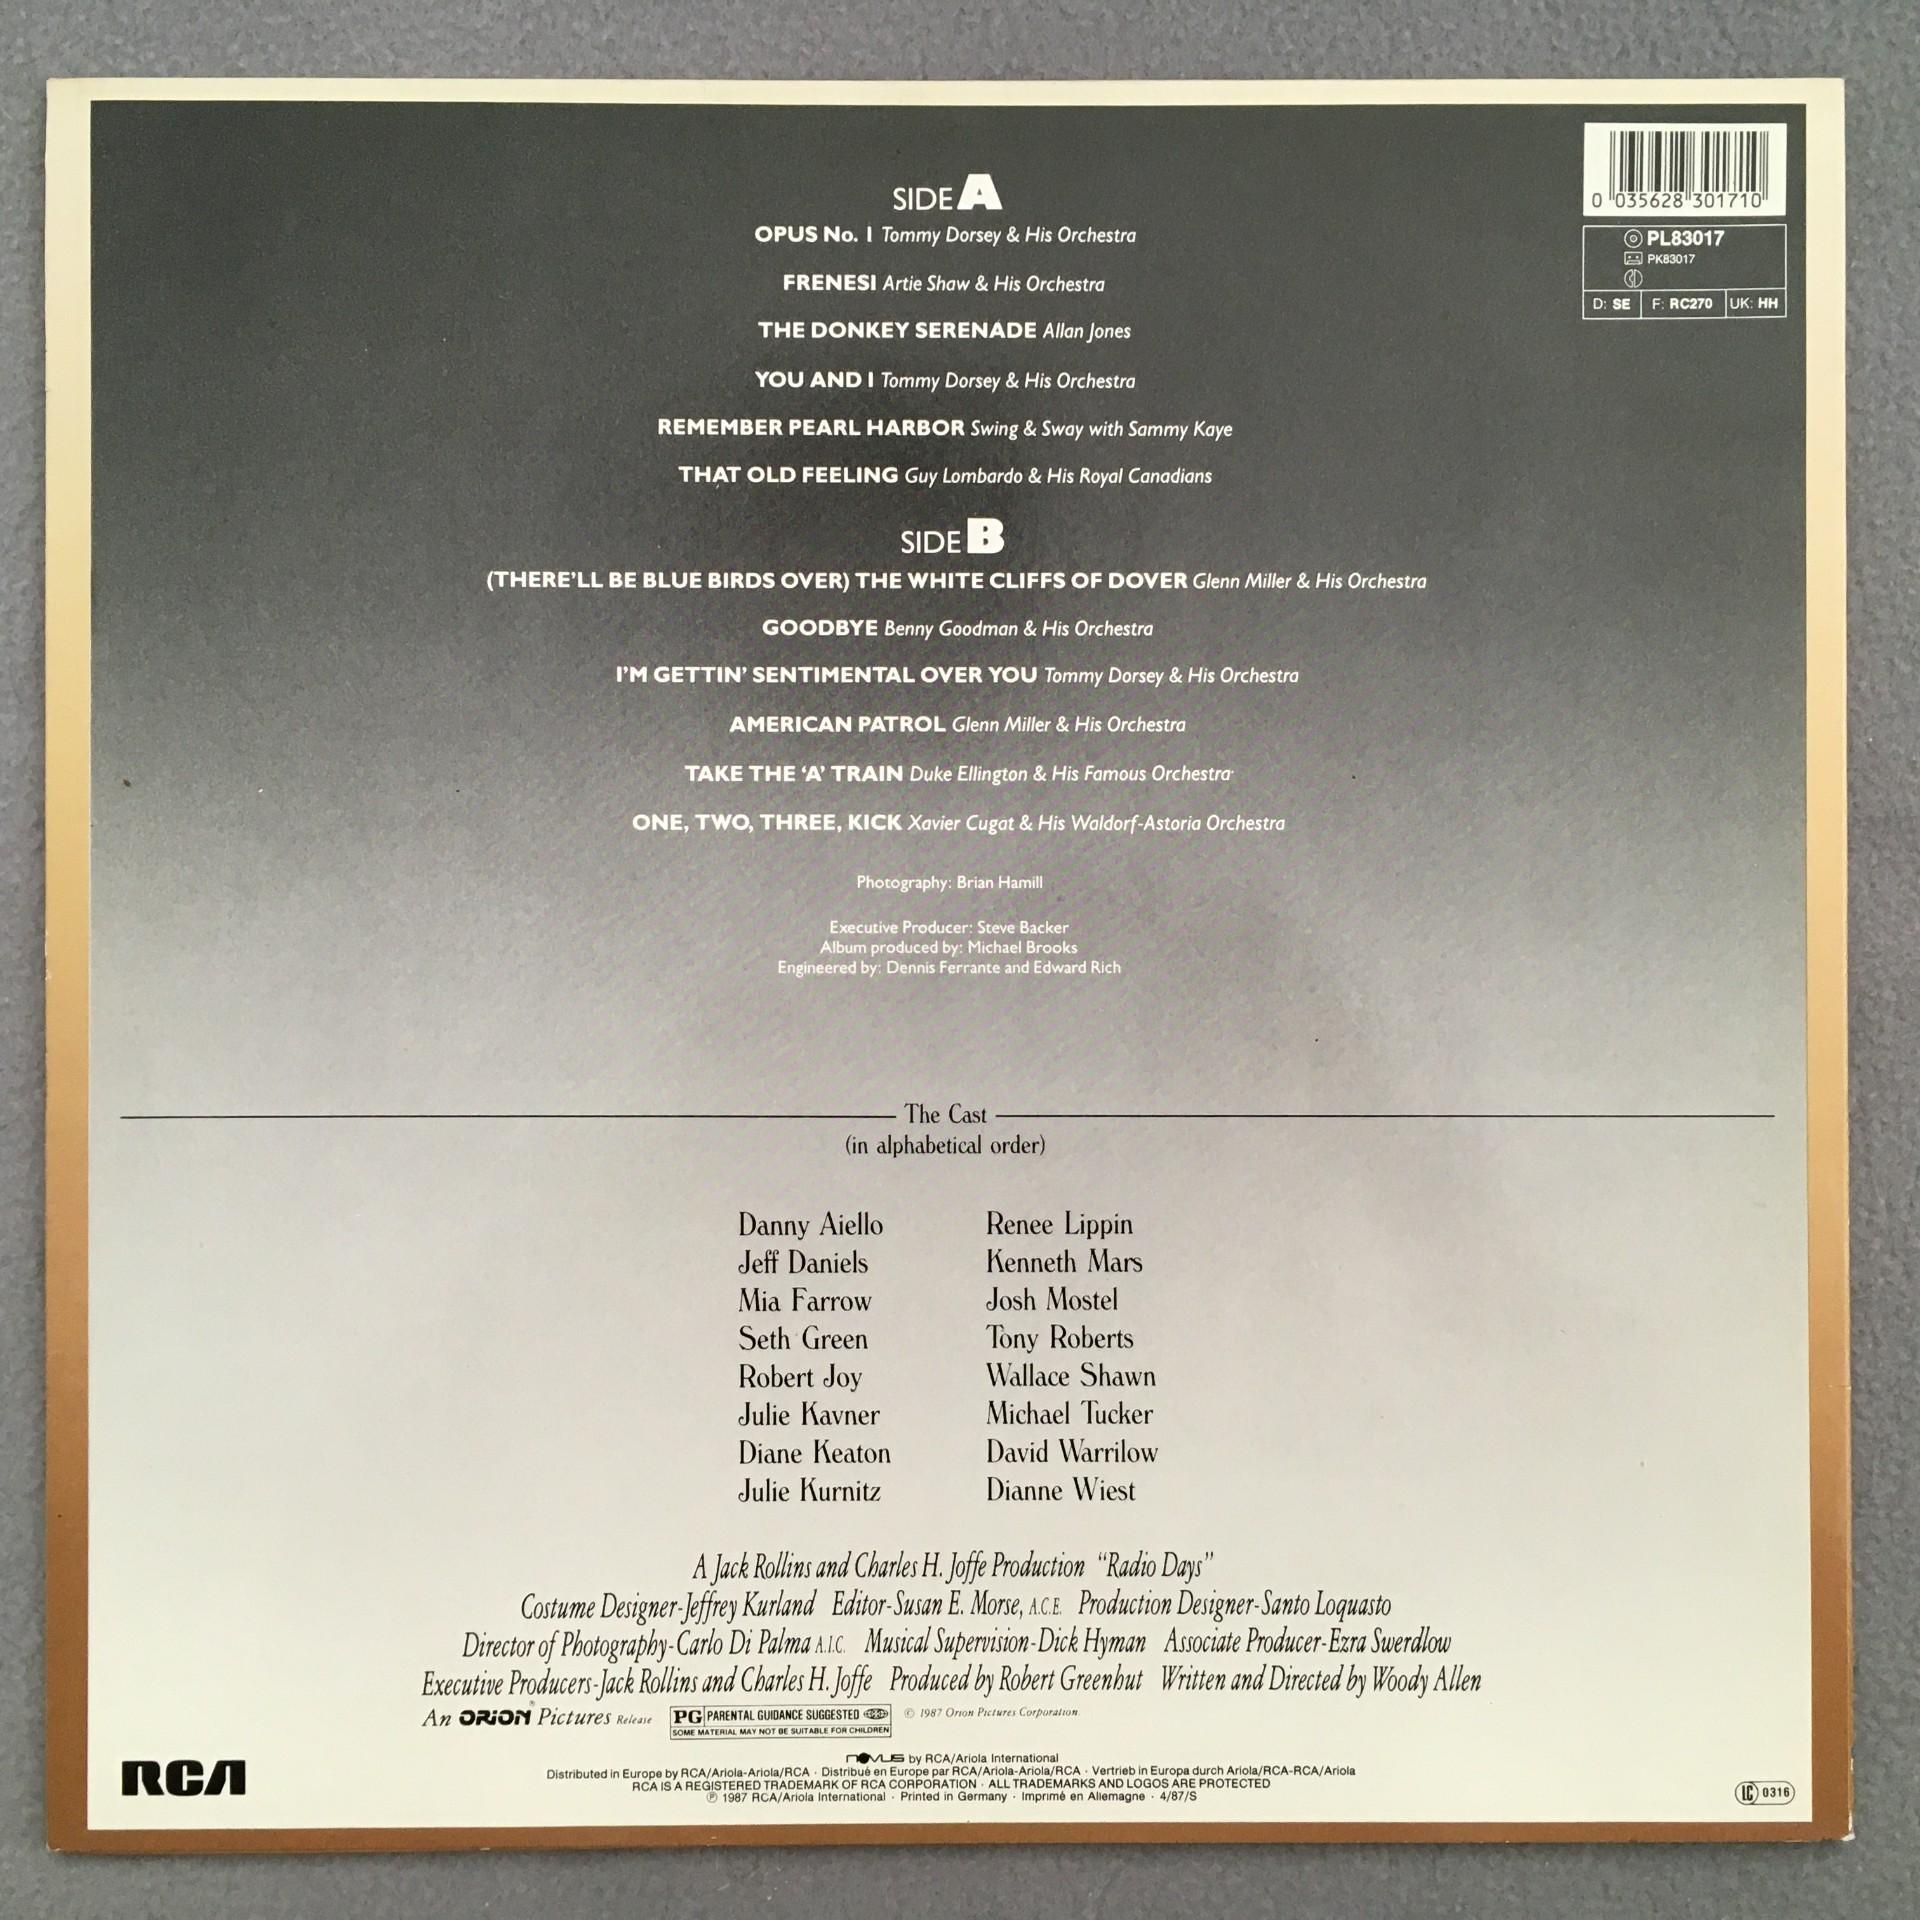 0 035628 301710
PL83017
PK83017
D: SE F: RC270 UK: HH
SIDE A
OPUS No. 1 Tommy Dorsey & His Orchestra
FRENESI Artie Shaw & His Orchestra
THE DONKEY SERENADE Allan Jones
YOU AND I Tommy Dorsey & His Orchestra
REMEMBER PEARL HARBOR Swing & Sway with Sammy Kaye
THAT OLD FEELING Guy Lombardo & His Royal Canadians
SIDE B
(THERE'LL BE BLUE BIRDS OVER) THE WHITE CLIFFS OF DOVER Glenn Miller & His Orchestra
GOODBYE Benny Goodman & His Orchestra
I'M GETTIN' SENTIMENTAL OVER YOU Tommy Dorsey & His Orchestra
AMERICAN PATROL Glenn Miller & His Orchestra
TAKE THE 'A' TRAIN Duke Ellington & His Famous Orchestra
ONE, TWO, THREE, KICK Xavier Cugat & His Waldorf-Astoria Orchestra
Photography: Brian Hamill
Executive Producer: Steve Backer
Album produced by: Michael Brooks
Engineered by: Dennis Ferrante and Edward Rich
The Cast
(in alphabetical order)
Danny Aiello
Jeff Daniels
Mia Farrow
Seth Green
Robert Joy
Julie Kavner
Diane Keaton
Julie Kurnitz
Renee Lippin
Kenneth Mars
Josh Mostel
Tony Roberts
Wallace Shawn
Michael Tucker
David Warrilow
Dianne Wiest
A Jack Rollins and Charles H. Joffe Production "Radio Days"
Costume Designer-Jeffrey Kurland Editor-Susan E. Morse, A.C.E. Production Designer-Santo Loquasto
Director of Photography-Carlo Di Palma A.I.C. Musical Supervision-Dick Hyman Associate Producer-Ezra Swerdlow
Executive Producers-Jack Rollins and Charles H. Joffe Produced by Robert Greenhut Written and Directed by Woody Allen
An ORION® Pictures Release PG PARENTAL GUIDANCE SUGGESTED © 1987 Orion Pictures Corporation.
SOME MATERIAL MAY NOT BE SUITABLE FOR CHILDREN
RCA
NOVUS by RCA/Ariola International
Distributed in Europe by RCA/Ariola-Ariola/RCA · Distribué en Europe par RCA/Ariola-Ariola/RCA · Vertrieb in Europa durch Ariola/RCA-RCA/Ariola
RCA IS A REGISTERED TRADEMARK OF RCA CORPORATION · ALL TRADEMARKS AND LOGOS ARE PROTECTED
℗ 1987 RCA/Ariola International · Printed in Germany · Imprimé en Allemagne · 4/87/S
LC 0316